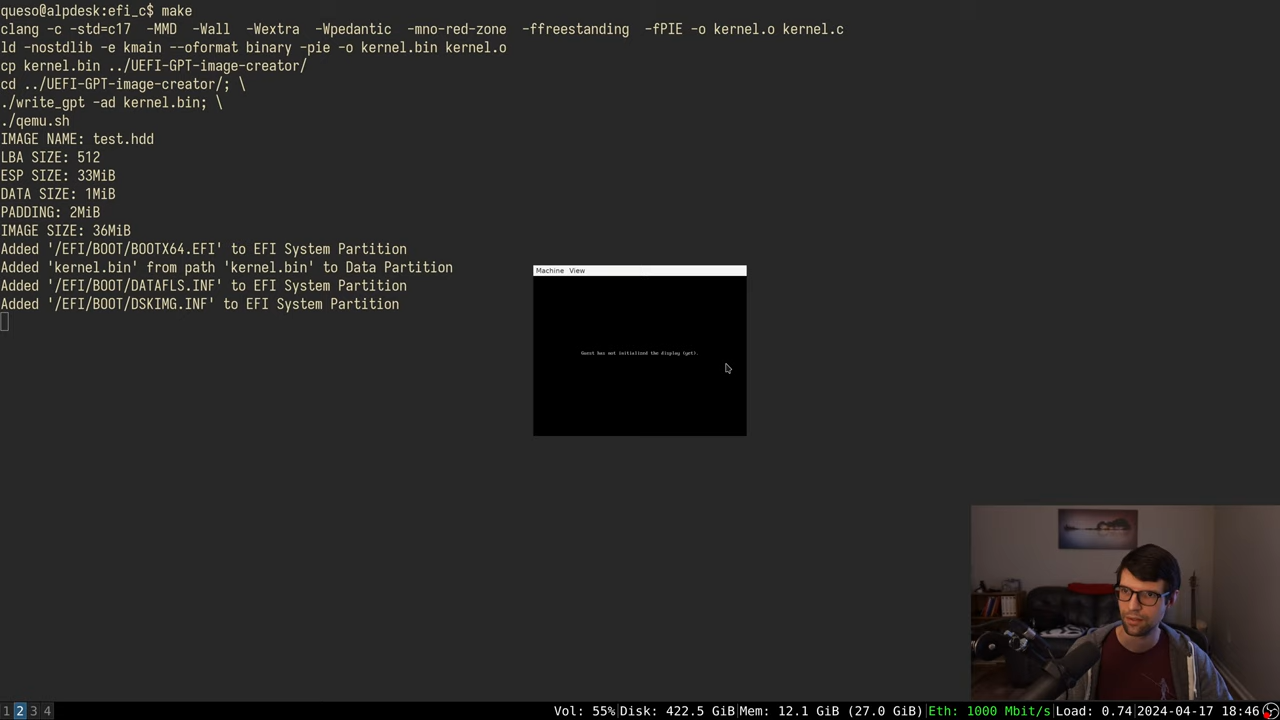 queso@alpdesk:efi_c$ make
clang -c -std=c17  -MMD  -Wall  -Wextra  -Wpedantic  -mno-red-zone  -ffreestanding  -fPIE -o kernel.o kernel.c
ld -nostdlib -e kmain --oformat binary -pie -o kernel.bin kernel.o
cp kernel.bin ../UEFI-GPT-image-creator/
cd ../UEFI-GPT-image-creator/; \
./write_gpt -ad kernel.bin; \
./qemu.sh
IMAGE NAME: test.hdd
LBA SIZE: 512
ESP SIZE: 33MiB
DATA SIZE: 1MiB
PADDING: 2MiB
IMAGE SIZE: 36MiB
Added '/EFI/BOOT/BOOTX64.EFI' to EFI System Partition
Added 'kernel.bin' from path 'kernel.bin' to Data Partition
Added '/EFI/BOOT/DATAFLS.INF' to EFI System Partition
Added '/EFI/BOOT/DSKIMG.INF' to EFI System Partition
Machine View
Guest has not initialized the display (yet).
1 2 3 4
Vol: 55%|Disk: 422.5 GiB|Mem: 12.1 GiB (27.0 GiB)|Eth: 1000 Mbit/s|Load: 0.74|2024-04-17 18:46